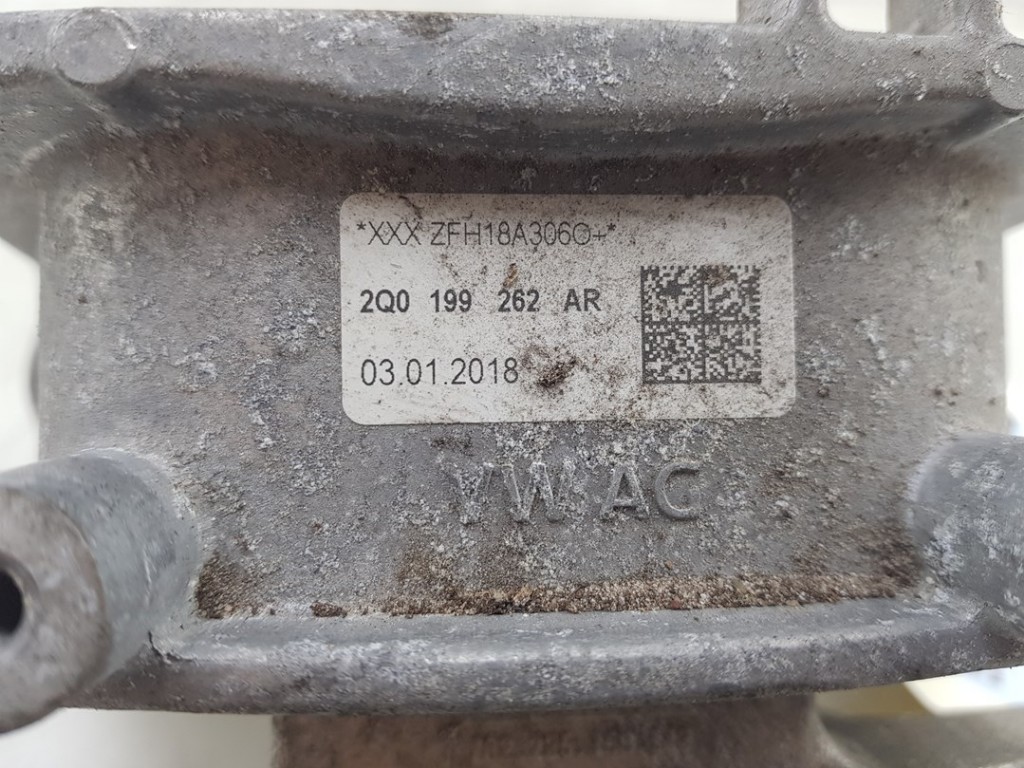 *XXX ZFH18A306O+*
2Q0 199 262 AR
03.01.2018
VW AG